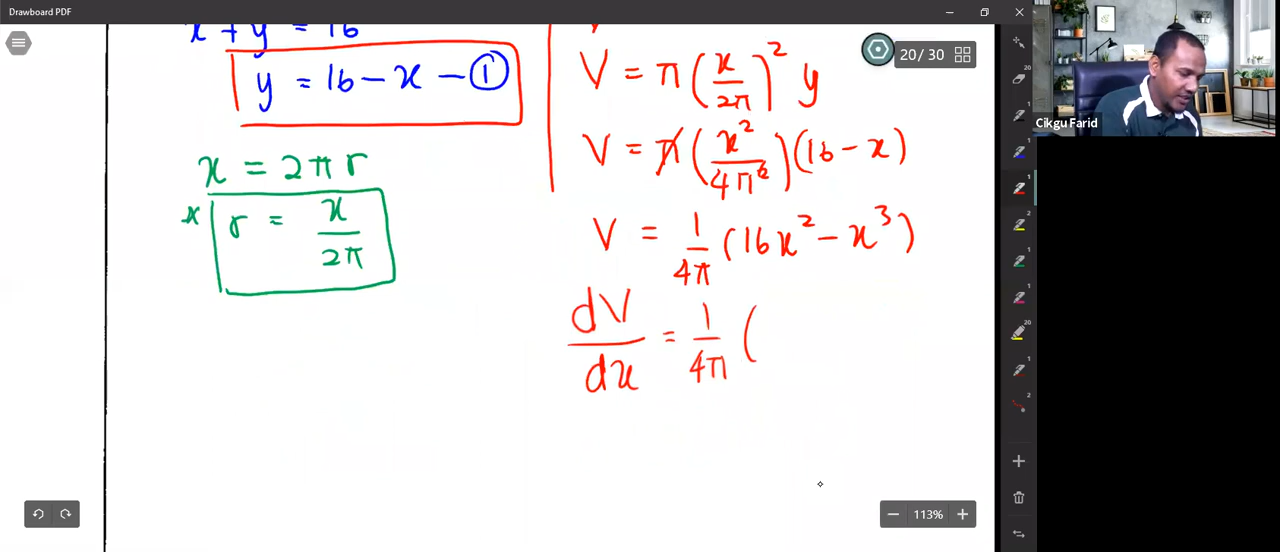 Drawboard PDF
x + y = 16
y = 16 - x - ①
x = 2πr
* r = x/2π
V = π(x/2π)² y
V = π(x²/4π²)(16 - x)
V = 1/4π (16x² - x³)
dV/dx = 1/4π (
20 / 30
Cikgu Farid
113%